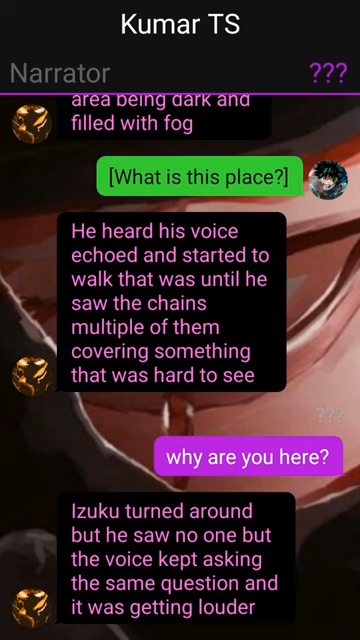 Kumar TS
Narrator
???
area being dark and
filled with fog
[What is this place?]
He heard his voice
echoed and started to
walk that was until he
saw the chains
multiple of them
covering something
that was hard to see
???
why are you here?
Izuku turned around
but he saw no one but
the voice kept asking
the same question and
it was getting louder